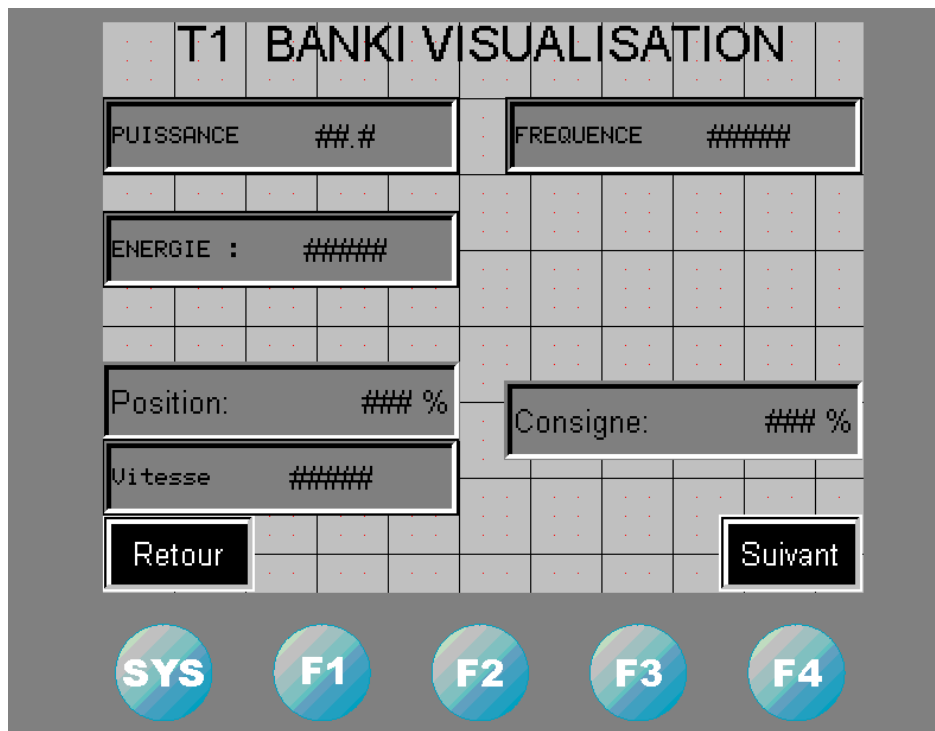 T1 BANKI VISUALISATION
PUISSANCE ##.#
FREQUENCE #####
ENERGIE : #####
Position: ### %
Consigne: ### %
Vitesse #####
Retour
Suivant
SYS F1 F2 F3 F4